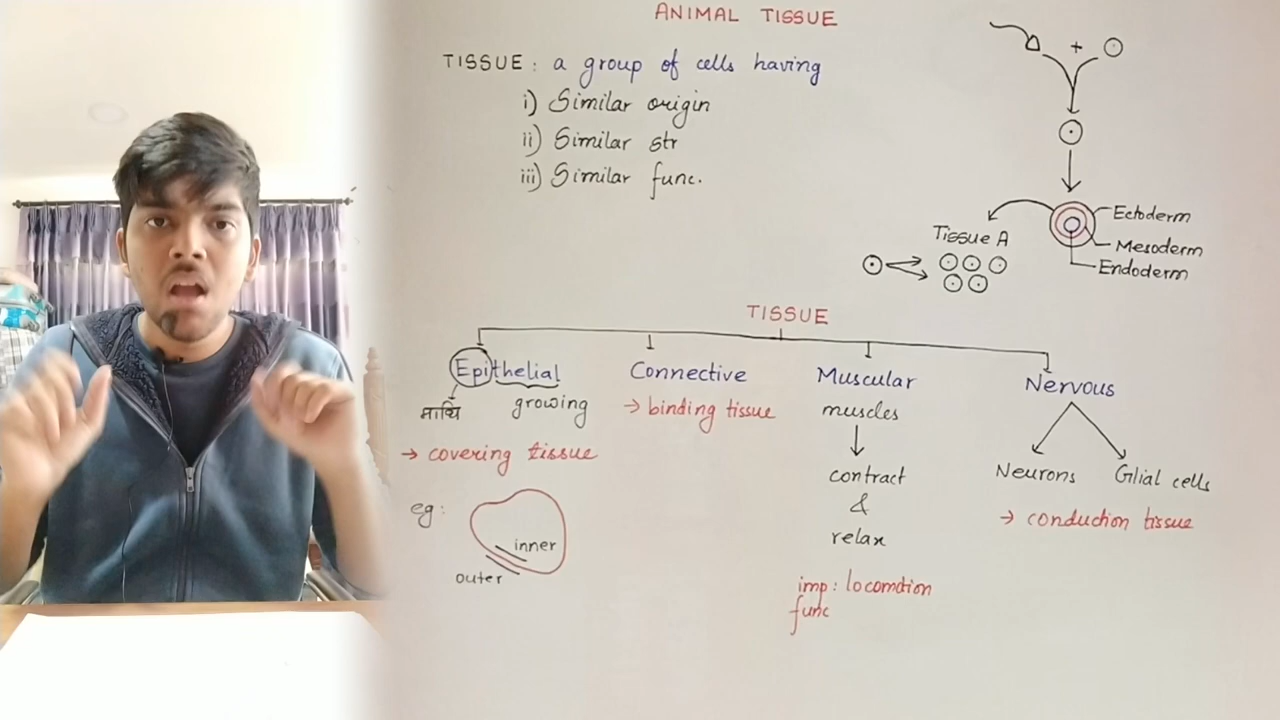 ANIMAL TISSUE
TISSUE: a group of cells having
i) Similar origin
ii) Similar str
iii) Similar func.
+
Ectoderm
Mesoderm
Endoderm
Tissue A
TISSUE
Epithelial
Connective
Muscular
Nervous
माथि growing
→ binding tissue
muscles
→ covering tissue
contract
&
relax
Neurons
Glial cells
→ conduction tissue
eg:
inner
outer
imp: locomotion
func